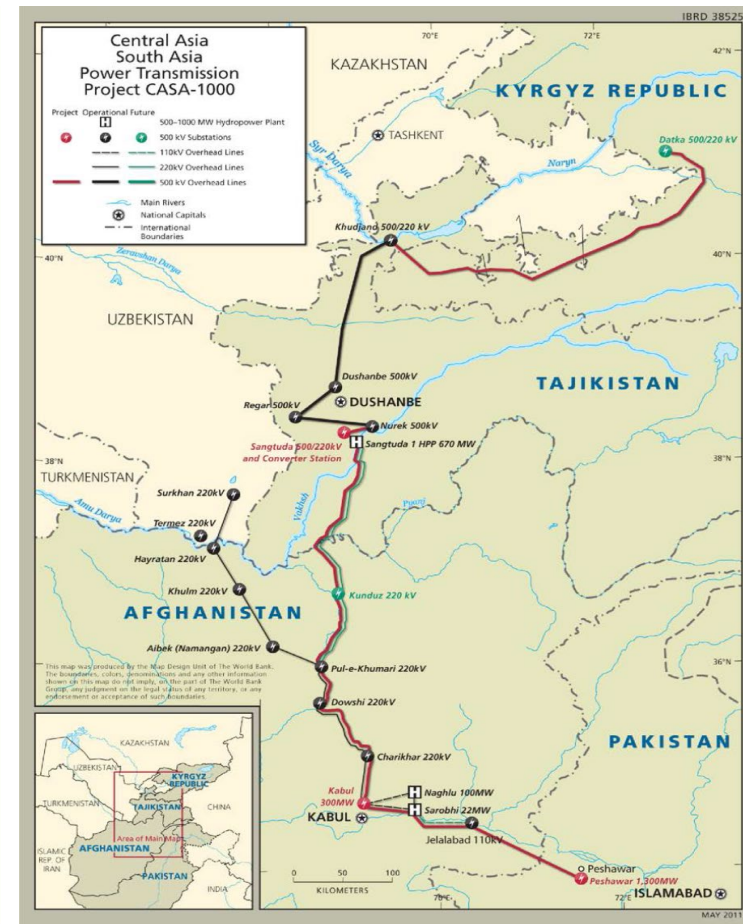 IBRD 38525
Central Asia
South Asia
Power Transmission
Project CASA-1000
Project Operational Future
H 500–1000 MW Hydropower Plant
500 kV Substations
110kV Overhead Lines
220kV Overhead Lines
500 kV Overhead Lines
Main Rivers
National Capitals
International
Boundaries
70°E
72°E
42°N
KAZAKHSTAN
KYRGYZ REPUBLIC
TASHKENT
Datka 500/220 kV
Syr Darya
Naryn
Khudjand 500/220 kV
40°N
40°N
Zeravshan Darya
UZBEKISTAN
Dushanbe 500kV
TAJIKISTAN
DUSHANBE
Regar 500kV
Nurek 500kV
Sangtuda 500/220kV
and Converter Station
H Sangtuda 1 HPP 670 MW
38°N
38°N
TURKMENISTAN
Surkhan 220kV
Amu Darya
Vakhsh
Pyanj
Termez 220kV
Hayratan 220kV
Khulm 220kV
Kunduz 220 kV
AFGHANISTAN
Aibek (Namangan) 220kV
This map was produced by the Map Design Unit of The World Bank.
The boundaries, colors, denominations and any other information
shown on this map do not imply, on the part of The World Bank
Group, any judgment on the legal status of any territory, or any
endorsement or acceptance of such boundaries.
Pul-e-Khumari 220kV
36°N
Dowshi 220kV
PAKISTAN
Charikhar 220kV
Kabul
300MW
H Naghlu 100MW
H Sarobhi 22MW
KABUL
Jelalabad 110kV
Peshawar
Peshawar 1,300MW
0 50 100
KILOMETERS
70°E
72°E
ISLAMABAD
MAY 2011
KAZAKHSTAN
UZBEKISTAN
KYRGYZ
REPUBLIC
TURKMENISTAN
TAJIKISTAN
CHINA
Area of Main Map
AFGHANISTAN
ISLAMIC
REP. OF
IRAN
PAKISTAN
INDIA